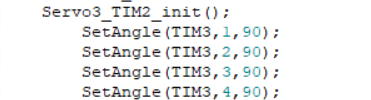 Servo3_TIM2_init();
SetAngle(TIM3,1,90);
SetAngle(TIM3,2,90);
SetAngle(TIM3,3,90);
SetAngle(TIM3,4,90);